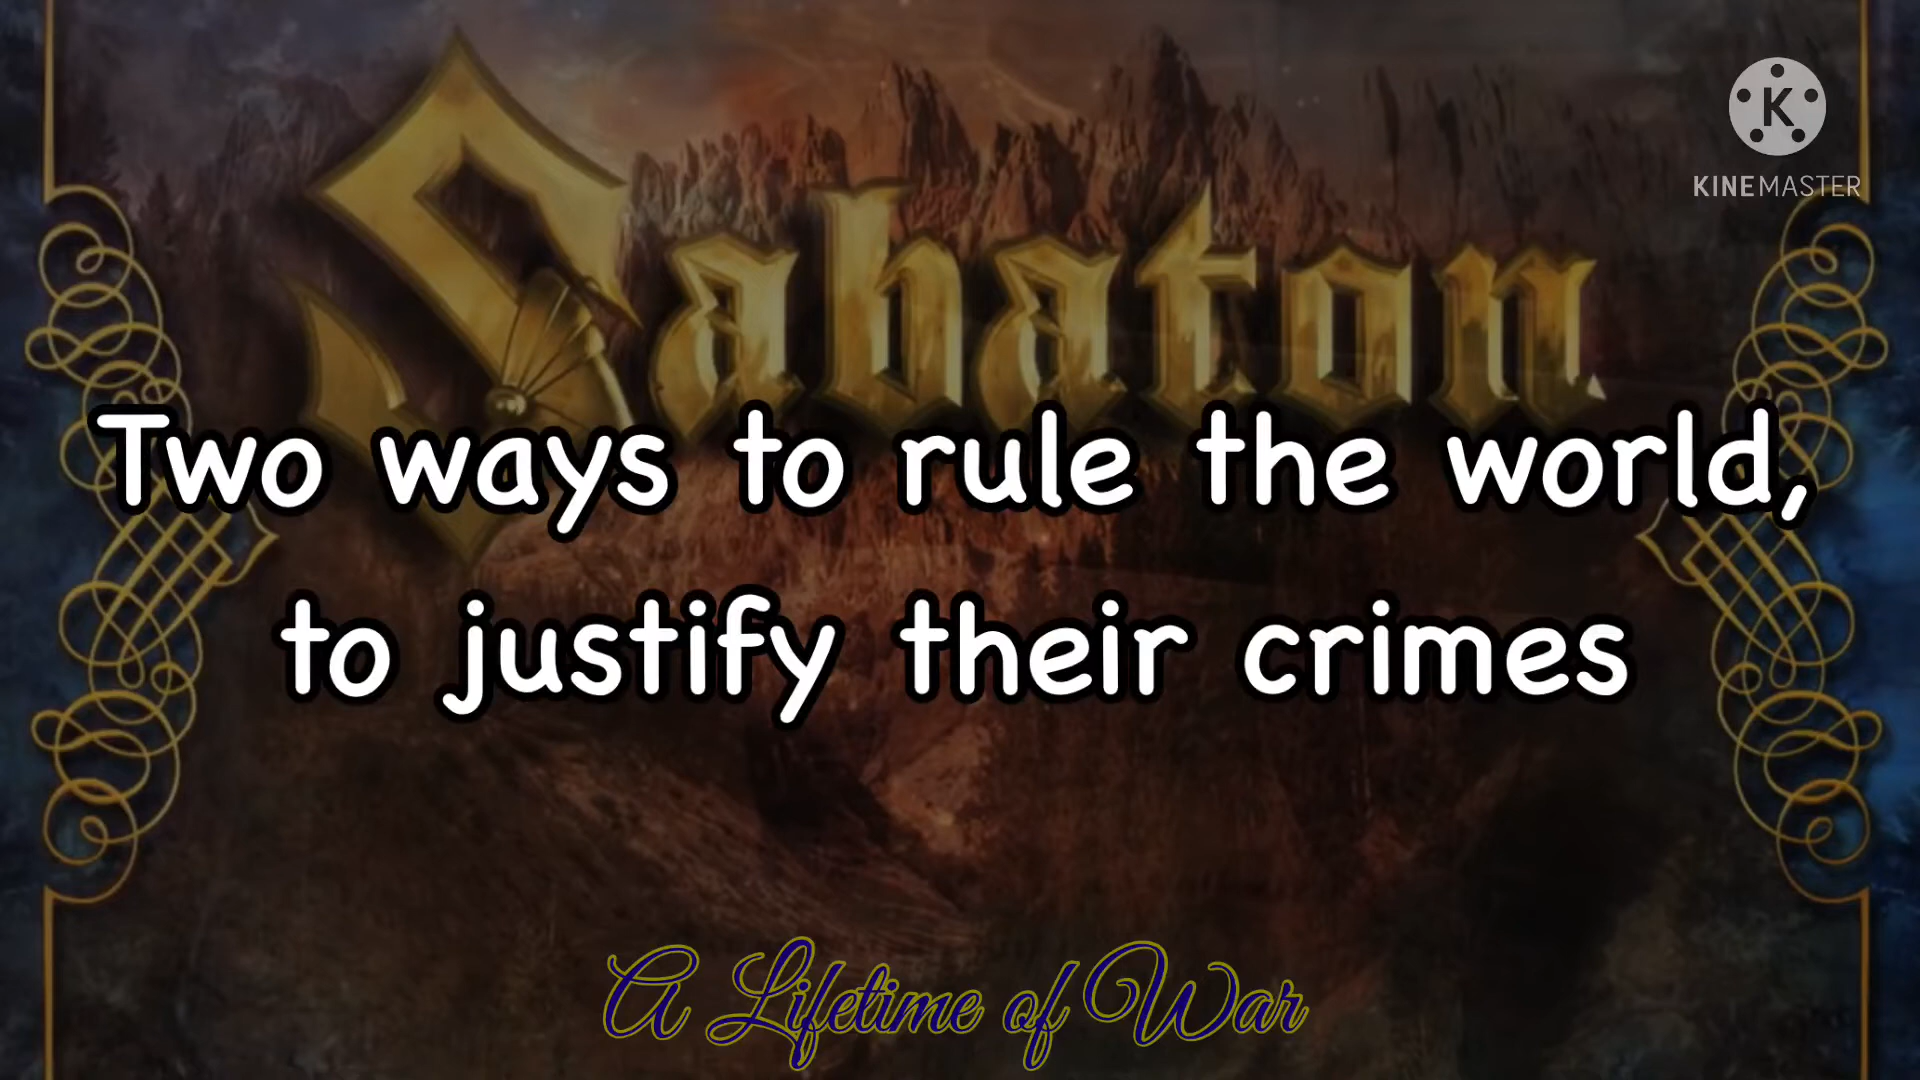 Sabaton
K
KINEMASTER
Two ways to rule the world,
to justify their crimes
A Lifetime of War